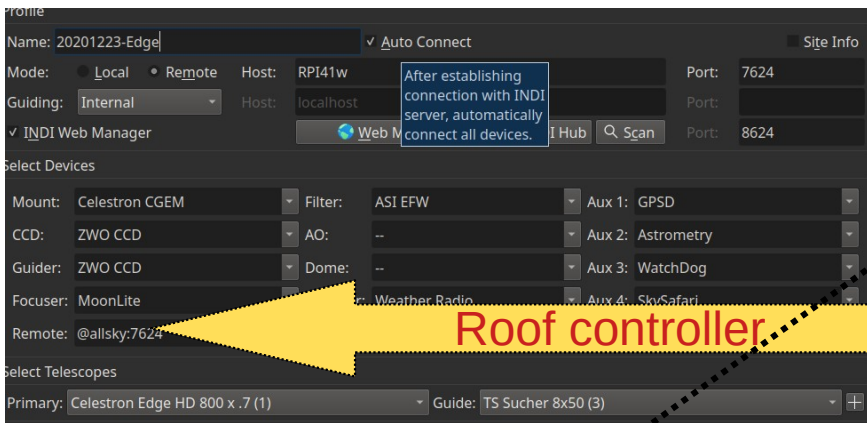 Profile
Name: 20201223-Edge Auto Connect Site Info
Mode: Local Remote Host: RPI41w Port: 7624
After establishing connection with INDI server, automatically connect all devices.
Guiding: Internal Host: localhost Port:
INDI Web Manager Web M I Hub Scan Port: 8624
Select Devices
Mount: Celestron CGEM Filter: ASI EFW Aux 1: GPSD
CCD: ZWO CCD AO: -- Aux 2: Astrometry
Guider: ZWO CCD Dome: -- Aux 3: WatchDog
Focuser: MoonLite r: Weather Radio Aux 4: SkySafari
Remote: @allsky:7624
Roof controller
Select Telescopes
Primary: Celestron Edge HD 800 x .7 (1) Guide: TS Sucher 8x50 (3)